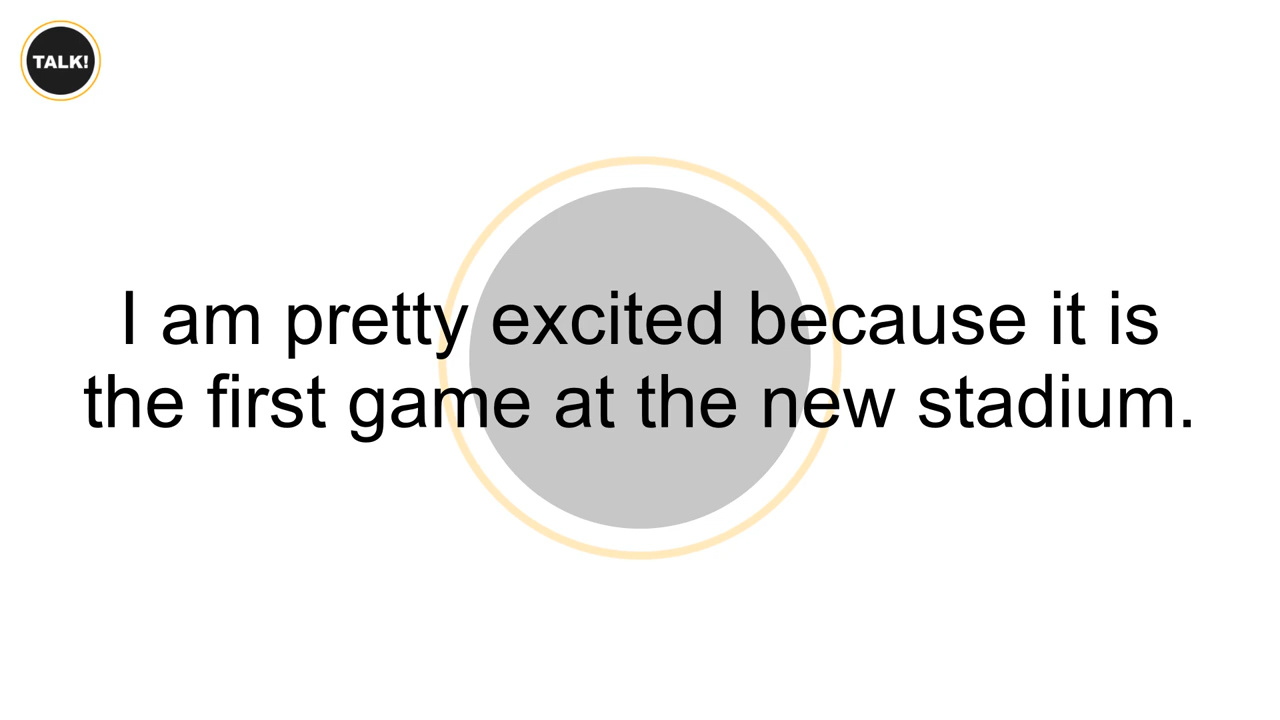 TALK!
I am pretty excited because it is
the first game at the new stadium.